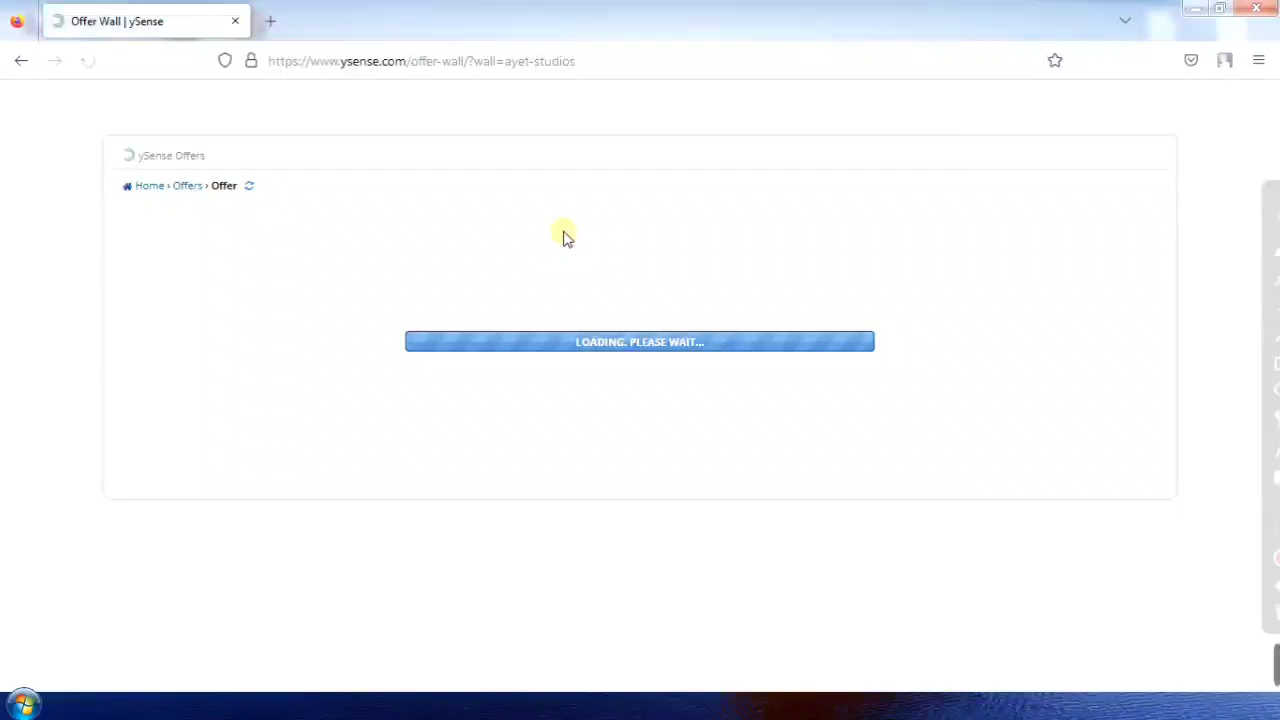 Offer Wall | ySense
https://www.ysense.com/offer-wall/?wall=ayet-studios
ySense Offers
Home › Offers › Offer
LOADING. PLEASE WAIT...